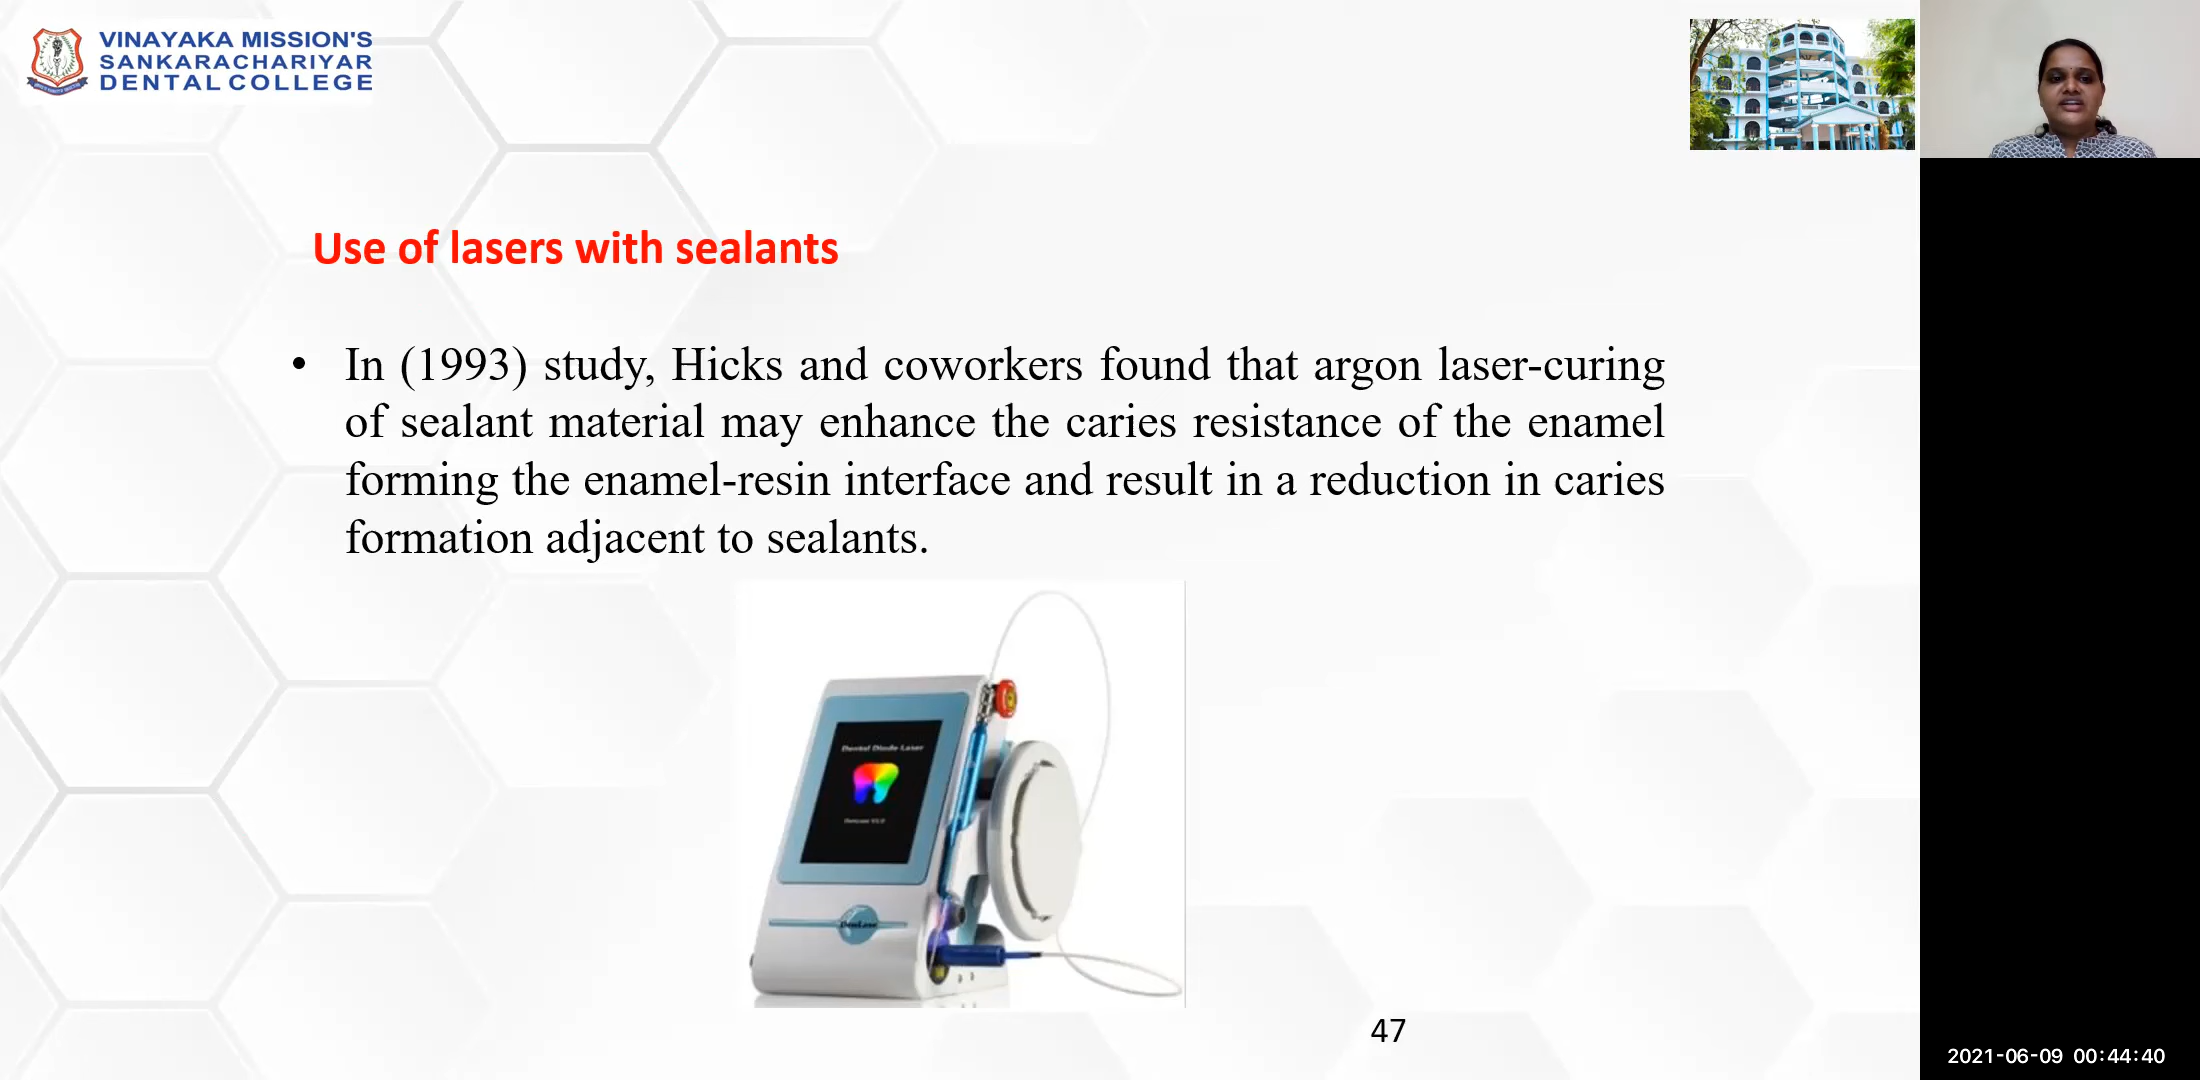 VINAYAKA MISSION'S
SANKARACHARIYAR
DENTAL COLLEGE
Use of lasers with sealants
• In (1993) study, Hicks and coworkers found that argon laser-curing
of sealant material may enhance the caries resistance of the enamel
forming the enamel-resin interface and result in a reduction in caries
formation adjacent to sealants.
Dental Diode Laser
DenLase
47
2021-06-09 00:44:40